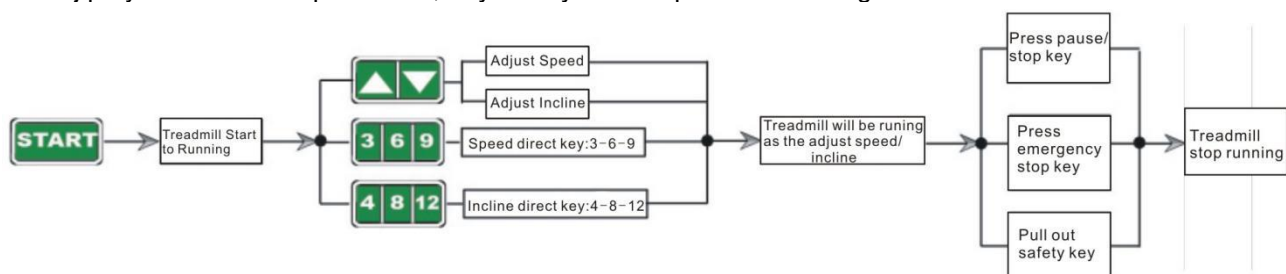 START
Treadmill Start
to Running
Adjust Speed
Adjust Incline
3 6 9
Speed direct key:3-6-9
4 8 12
Incline direct key:4-8-12
Treadmill will be runing
as the adjust speed/
incline
Press pause/
stop key
Press
emergency
stop key
Pull out
safety key
Treadmill
stop running